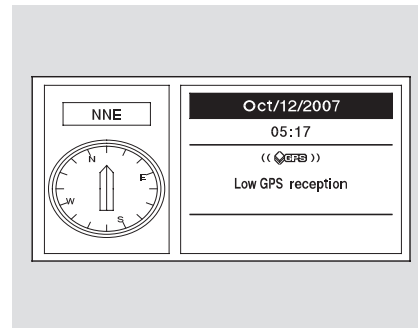 NNE
N
E
W
S
Oct/12/2007
05:17
((GPS))
Low GPS reception